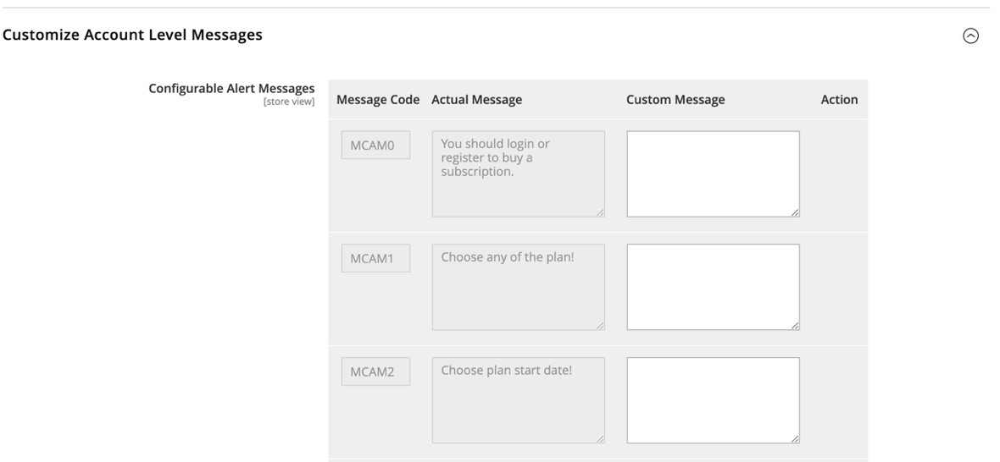 Customize Account Level Messages
Configurable Alert Messages
[store view]
Message Code Actual Message Custom Message Action
MCAM0
You should login or
register to buy a
subscription.
MCAM1
Choose any of the plan!
MCAM2
Choose plan start date!